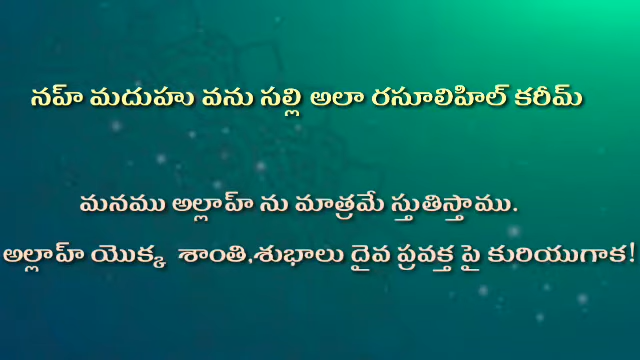 నహ్ మదుహు వను సల్లి అలా రసూలిహిల్ కరీమ్
మనము అల్లాహ్ ను మాత్రమే స్తుతిస్తాము.
అల్లాహ్ యొక్క శాంతి,శుభాలు దైవ ప్రవక్త పై కురియుగాక!